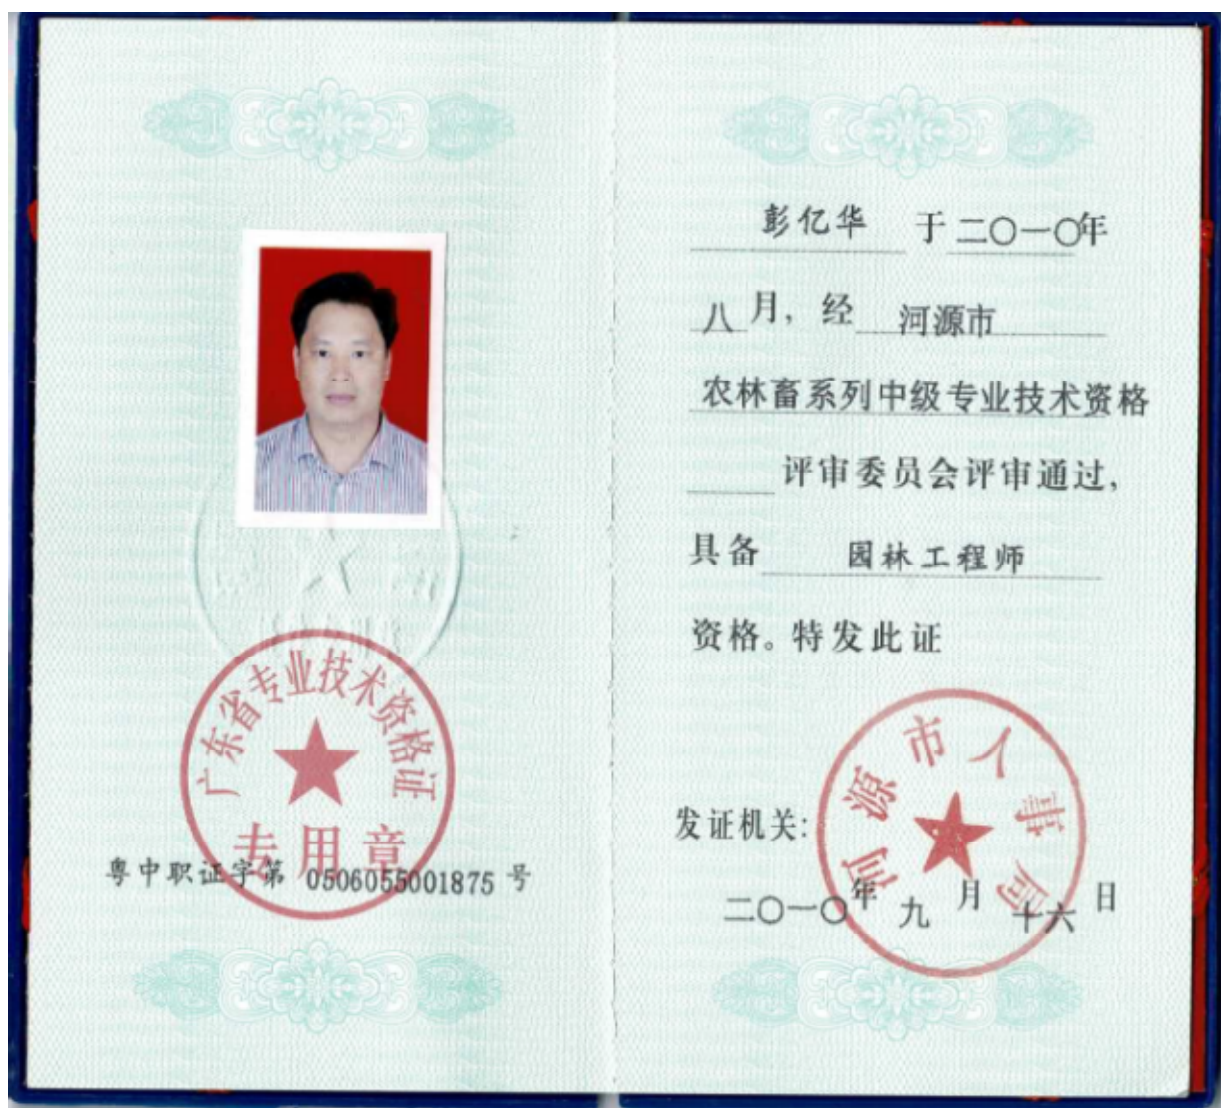 广东省专业技术资格证
专用章
粤中职证字第 0506055001875 号
彭亿华 于二〇一〇年
八月，经 河源市
农林畜系列中级专业技术资格
评审委员会评审通过，
具备 园林工程师
资格。特发此证
河源市人事局
发证机关：
二〇一〇年九月十六日